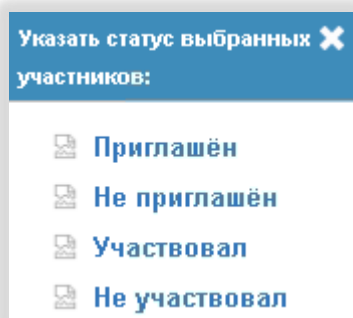 Указать статус выбранных
участников:
Приглашён
Не приглашён
Участвовал
Не участвовал